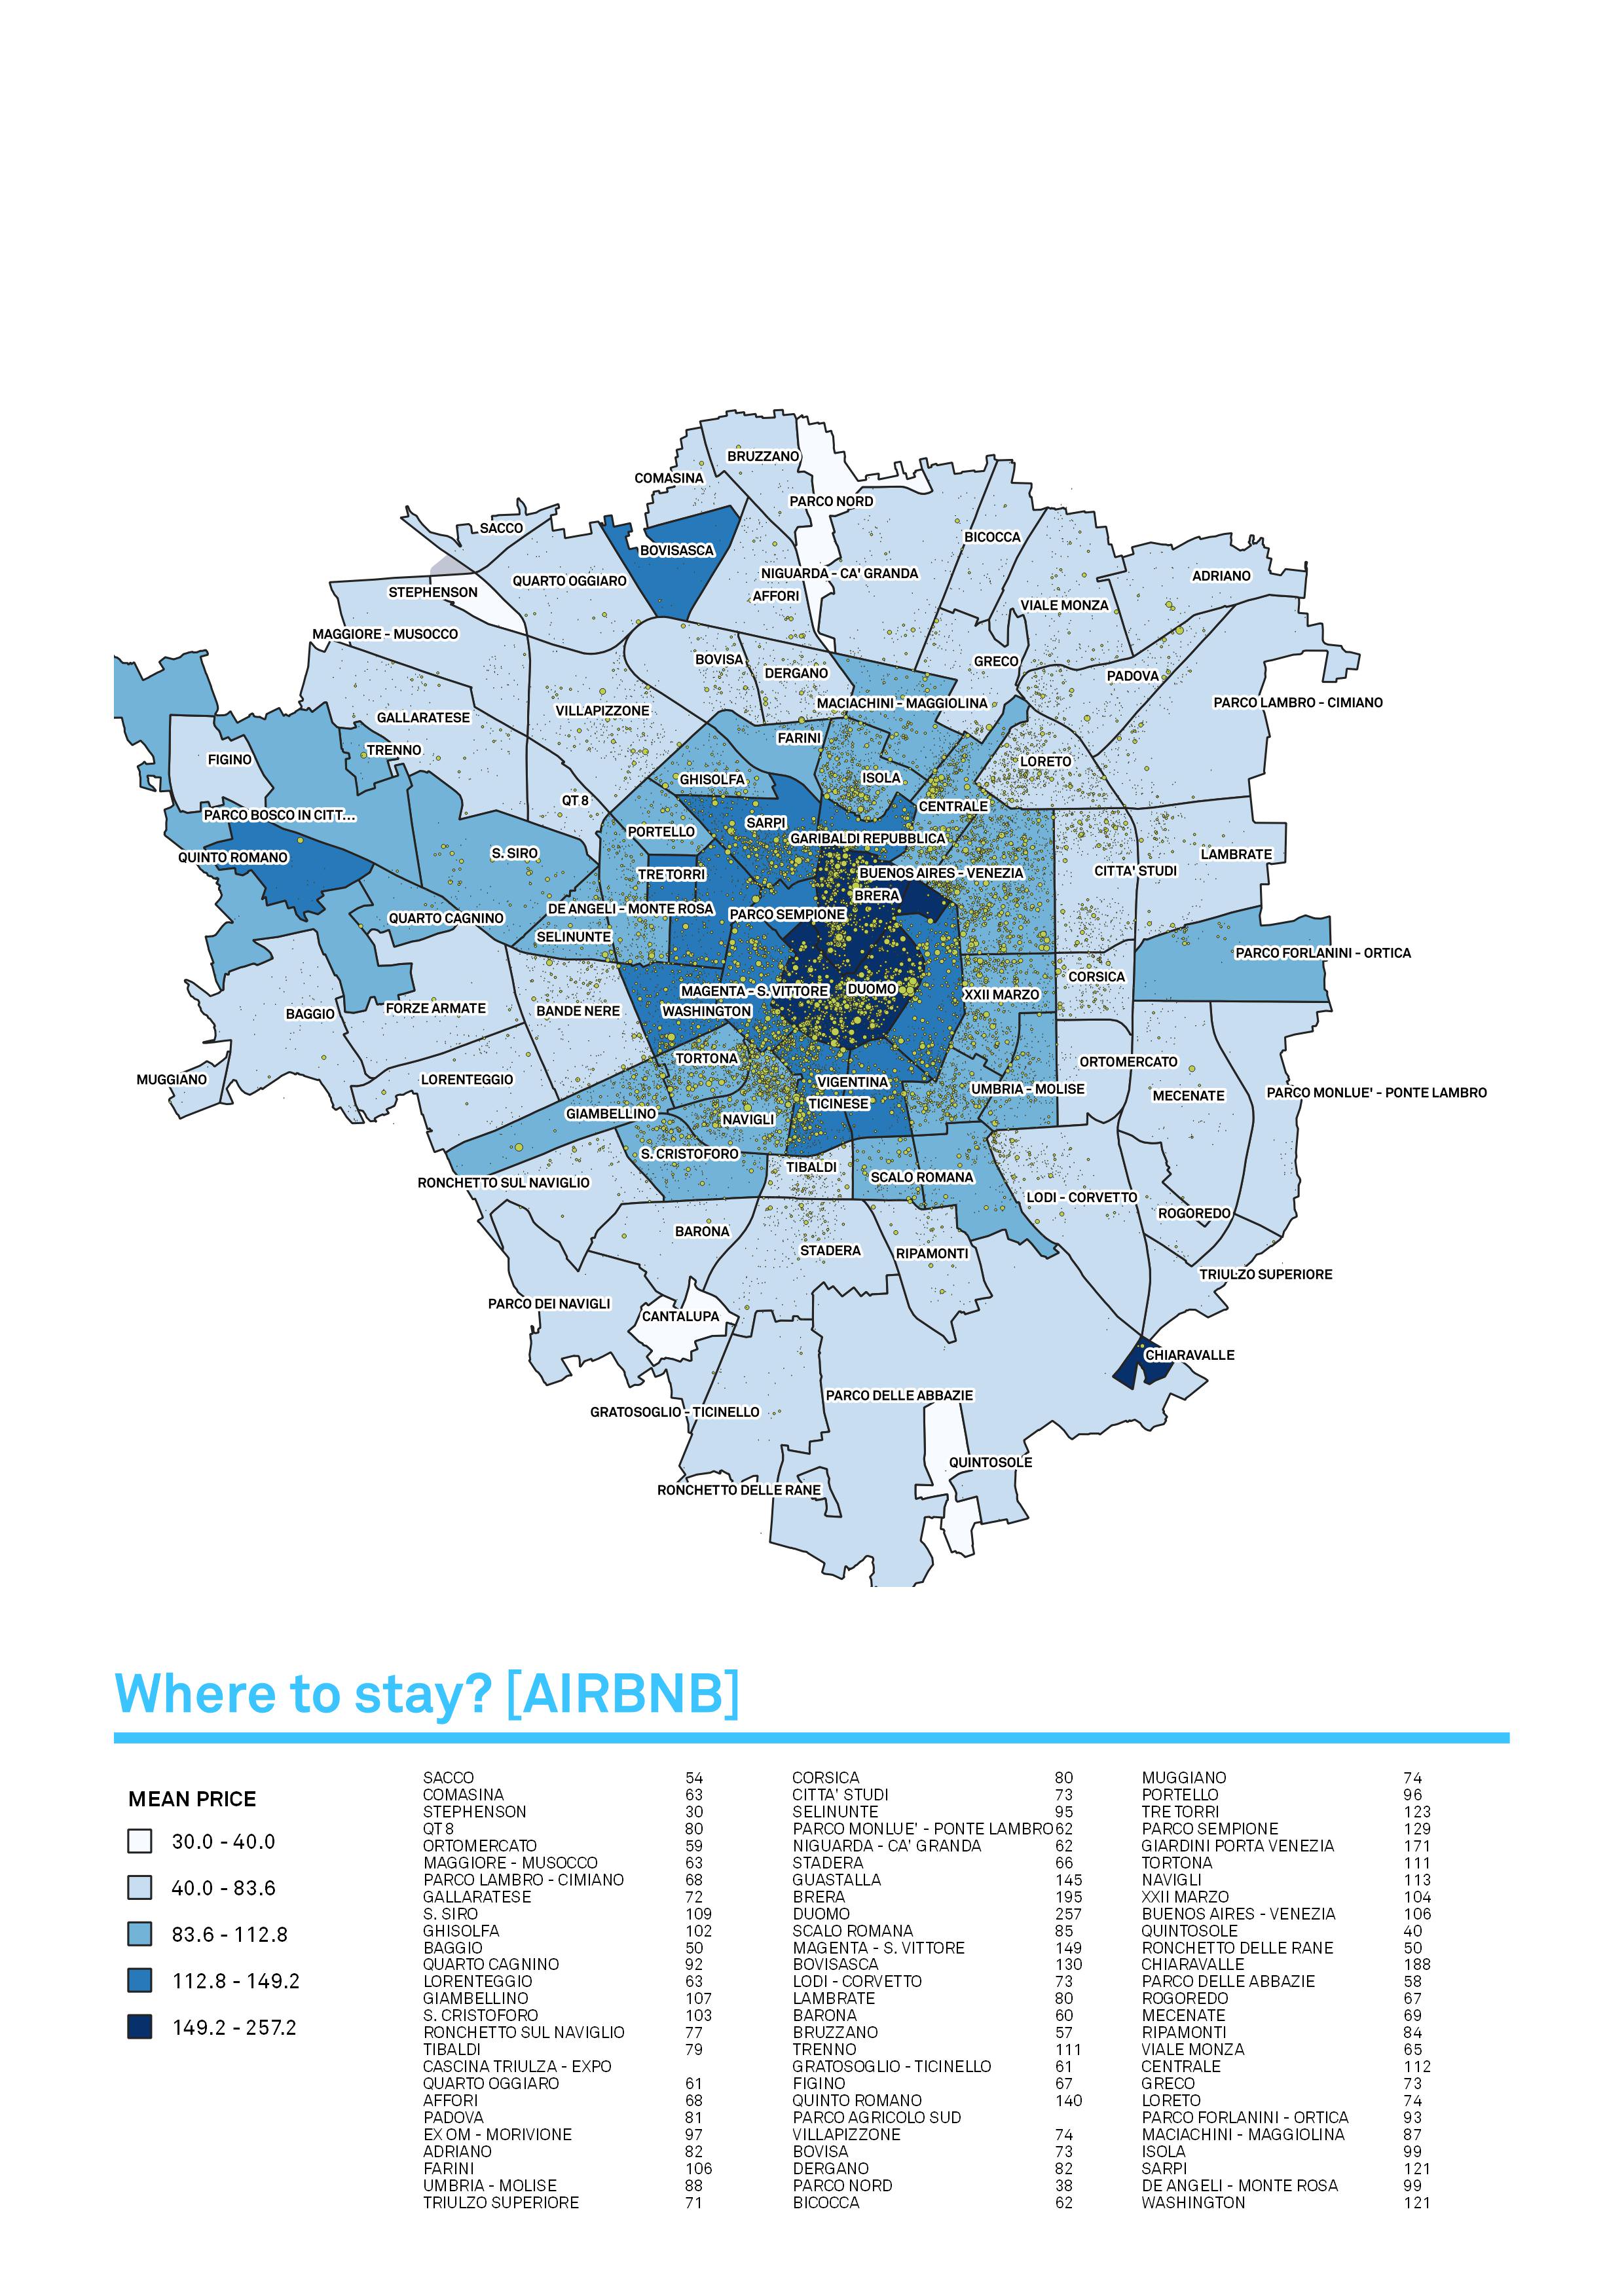 BRUZZANO
COMASINA
PARCO NORD
SACCO
BICOCCA
BOVISASCA
NIGUARDA - CA' GRANDA
ADRIANO
QUARTO OGGIARO
STEPHENSON
AFFORI
VIALE MONZA
MAGGIORE - MUSOCCO
BOVISA
GRECO
DERGANO
PADOVA
MACIACHINI - MAGGIOLINA
PARCO LAMBRO - CIMIANO
VILLAPIZZONE
GALLARATESE
FARINI
TRENNO
FIGINO
LORETO
GHISOLFA
ISOLA
QT 8
CENTRALE
PARCO BOSCO IN CITT...
SARPI
PORTELLO
GARIBALDI REPUBBLICA
S. SIRO
LAMBRATE
QUINTO ROMANO
CITTA' STUDI
TRE TORRI
BUENOS AIRES - VENEZIA
BRERA
DE ANGELI - MONTE ROSA
PARCO SEMPIONE
QUARTO CAGNINO
SELINUNTE
PARCO FORLANINI - ORTICA
CORSICA
DUOMO
MAGENTA - S. VITTORE
XXII MARZO
FORZE ARMATE
BANDE NERE
WASHINGTON
BAGGIO
TORTONA
ORTOMERCATO
MUGGIANO
LORENTEGGIO
VIGENTINA
UMBRIA - MOLISE
PARCO MONLUE' - PONTE LAMBRO
MECENATE
TICINESE
GIAMBELLINO
NAVIGLI
S. CRISTOFORO
TIBALDI
SCALO ROMANA
RONCHETTO SUL NAVIGLIO
LODI - CORVETTO
ROGOREDO
BARONA
STADERA
RIPAMONTI
TRIULZO SUPERIORE
PARCO DEI NAVIGLI
CANTALUPA
CHIARAVALLE
PARCO DELLE ABBAZIE
GRATOSOGLIO - TICINELLO
QUINTOSOLE
RONCHETTO DELLE RANE
Where to stay? [AIRBNB]
MEAN PRICE
30.0 - 40.0
40.0 - 83.6
83.6 - 112.8
112.8 - 149.2
149.2 - 257.2
SACCO 54
COMASINA 63
STEPHENSON 30
QT 8 80
ORTOMERCATO 59
MAGGIORE - MUSOCCO 63
PARCO LAMBRO - CIMIANO 68
GALLARATESE 72
S. SIRO 109
GHISOLFA 102
BAGGIO 50
QUARTO CAGNINO 92
LORENTEGGIO 63
GIAMBELLINO 107
S. CRISTOFORO 103
RONCHETTO SUL NAVIGLIO 77
TIBALDI 79
CASCINA TRIULZA - EXPO
QUARTO OGGIARO 61
AFFORI 68
PADOVA 81
EX OM - MORIVIONE 97
ADRIANO 82
FARINI 106
UMBRIA - MOLISE 88
TRIULZO SUPERIORE 71
CORSICA 80
CITTA' STUDI 73
SELINUNTE 95
PARCO MONLUE' - PONTE LAMBRO 62
NIGUARDA - CA' GRANDA 62
STADERA 66
GUASTALLA 145
BRERA 195
DUOMO 257
SCALO ROMANA 85
MAGENTA - S. VITTORE 149
BOVISASCA 130
LODI - CORVETTO 73
LAMBRATE 80
BARONA 60
BRUZZANO 57
TRENNO 111
GRATOSOGLIO - TICINELLO 61
FIGINO 67
QUINTO ROMANO 140
PARCO AGRICOLO SUD
VILLAPIZZONE 74
BOVISA 73
DERGANO 82
PARCO NORD 38
BICOCCA 62
MUGGIANO 74
PORTELLO 96
TRE TORRI 123
PARCO SEMPIONE 129
GIARDINI PORTA VENEZIA 171
TORTONA 111
NAVIGLI 113
XXII MARZO 104
BUENOS AIRES - VENEZIA 106
QUINTOSOLE 40
RONCHETTO DELLE RANE 50
CHIARAVALLE 188
PARCO DELLE ABBAZIE 58
ROGOREDO 67
MECENATE 69
RIPAMONTI 84
VIALE MONZA 65
CENTRALE 112
GRECO 73
LORETO 74
PARCO FORLANINI - ORTICA 93
MACIACHINI - MAGGIOLINA 87
ISOLA 99
SARPI 121
DE ANGELI - MONTE ROSA 99
WASHINGTON 121